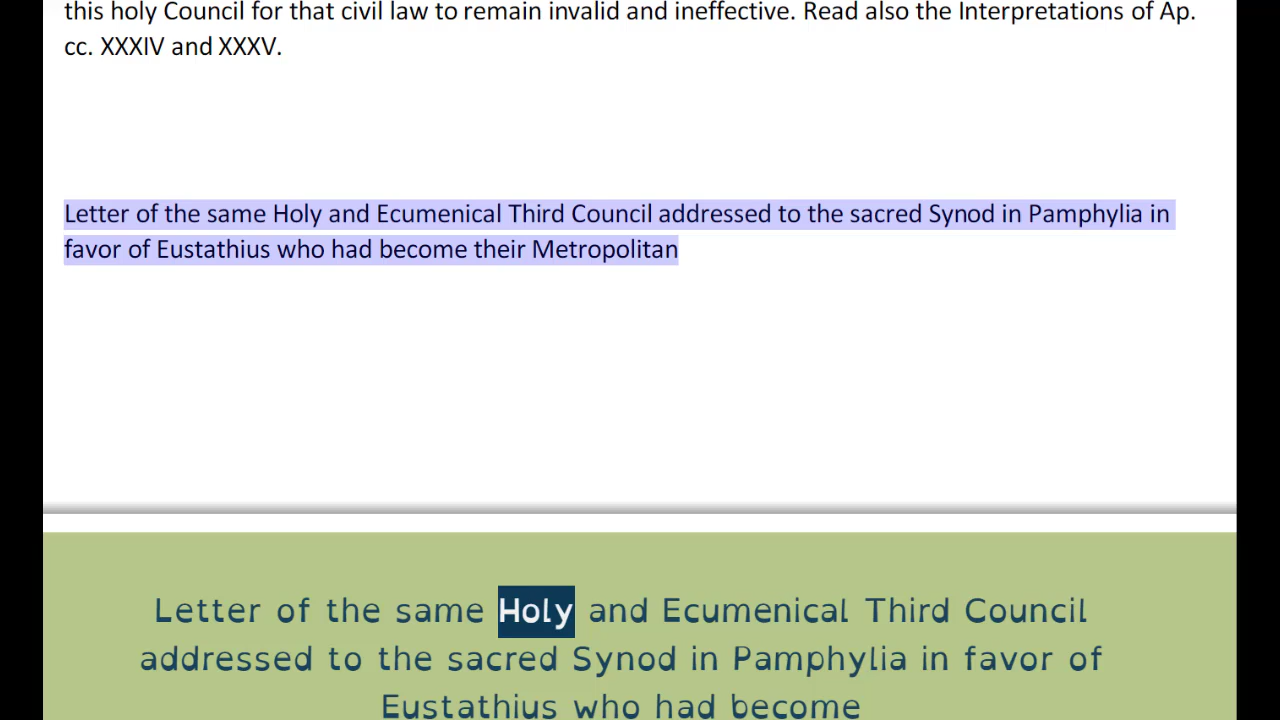 this holy Council for that civil law to remain invalid and ineffective. Read also the Interpretations of Ap.
cc. XXXIV and XXXV.
Letter of the same Holy and Ecumenical Third Council addressed to the sacred Synod in Pamphylia in
favor of Eustathius who had become their Metropolitan
Letter of the same Holy and Ecumenical Third Council
addressed to the sacred Synod in Pamphylia in favor of
Eustathius who had become